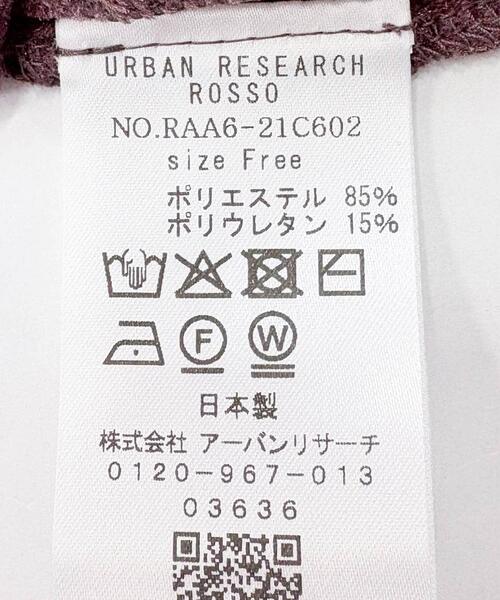 URBAN RESEARCH
ROSSO
NO.RAA6-21C602
size Free
ポリエステル 85%
ポリウレタン 15%
F W
日本製
株式会社 アーバンリサーチ
0120-967-013
03636